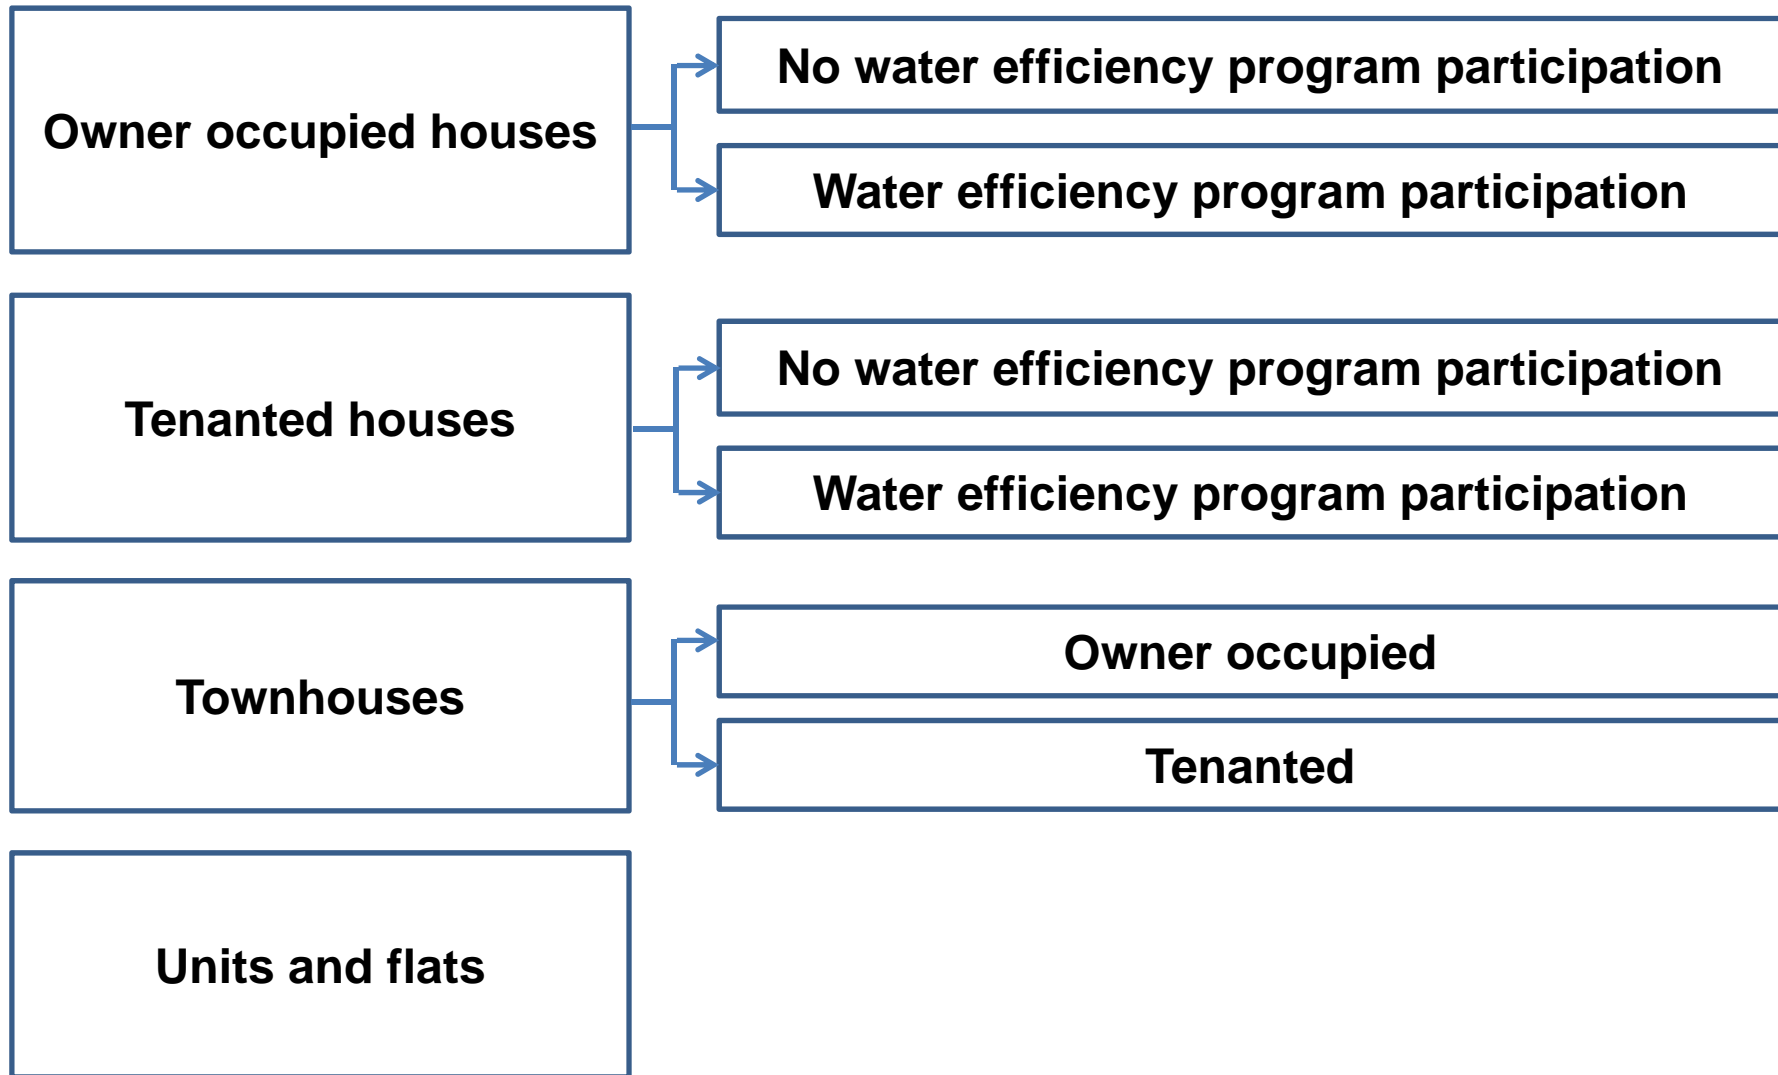 Owner occupied houses
No water efficiency program participation
Water efficiency program participation
Tenanted houses
No water efficiency program participation
Water efficiency program participation
Townhouses
Owner occupied
Tenanted
Units and flats